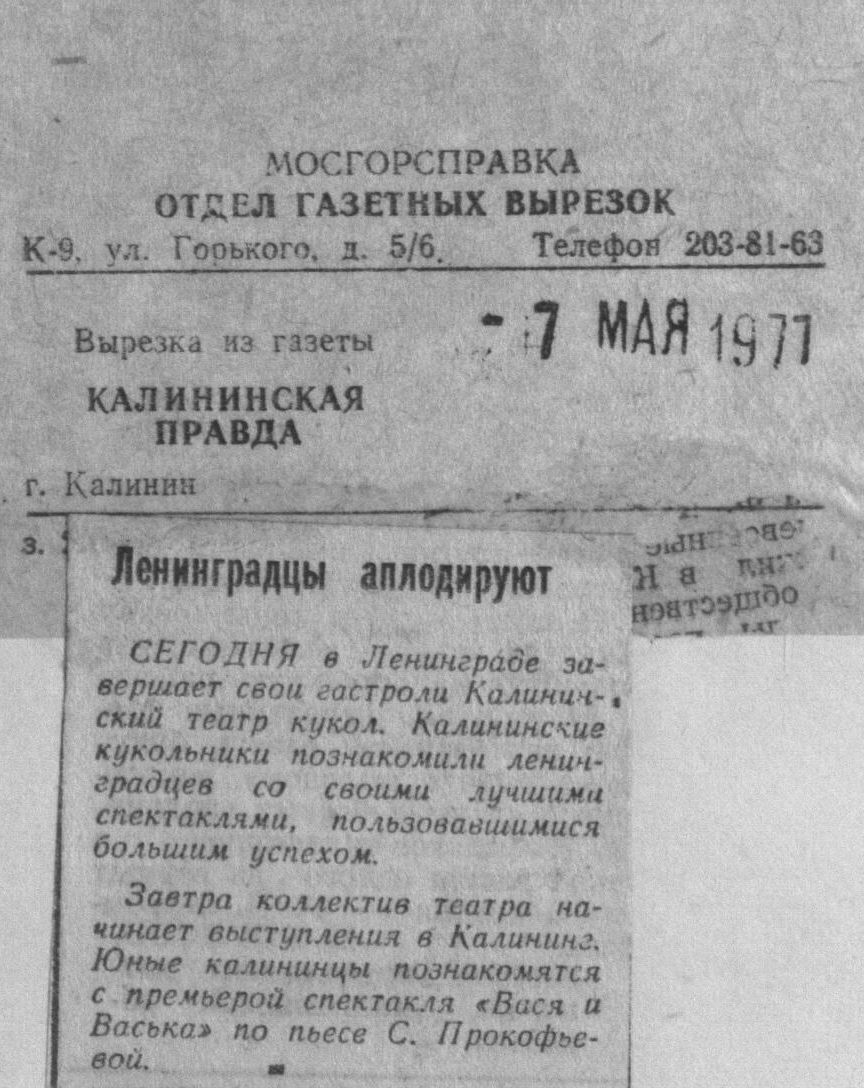 МОСГОРСПРАВКА
ОТДЕЛ ГАЗЕТНЫХ ВЫРЕЗОК
К-9, ул. Горького, д. 5/6. Телефон 203-81-63
- 7 МАЯ 1977
Вырезка из газеты
КАЛИНИНСКАЯ
ПРАВДА
г. Калинин
з.
Ленинградцы аплодируют
СЕГОДНЯ в Ленинграде за-
вершает свои гастроли Калинин-
ский театр кукол. Калининские
кукольники познакомили ленин-
градцев со своими лучшими
спектаклями, пользовавшимися
большим успехом.
Завтра коллектив театра на-
чинает выступления в Калинине.
Юные калининцы познакомятся
с премьерой спектакля «Вася и
Васька» по пьесе С. Прокофье-
вой.